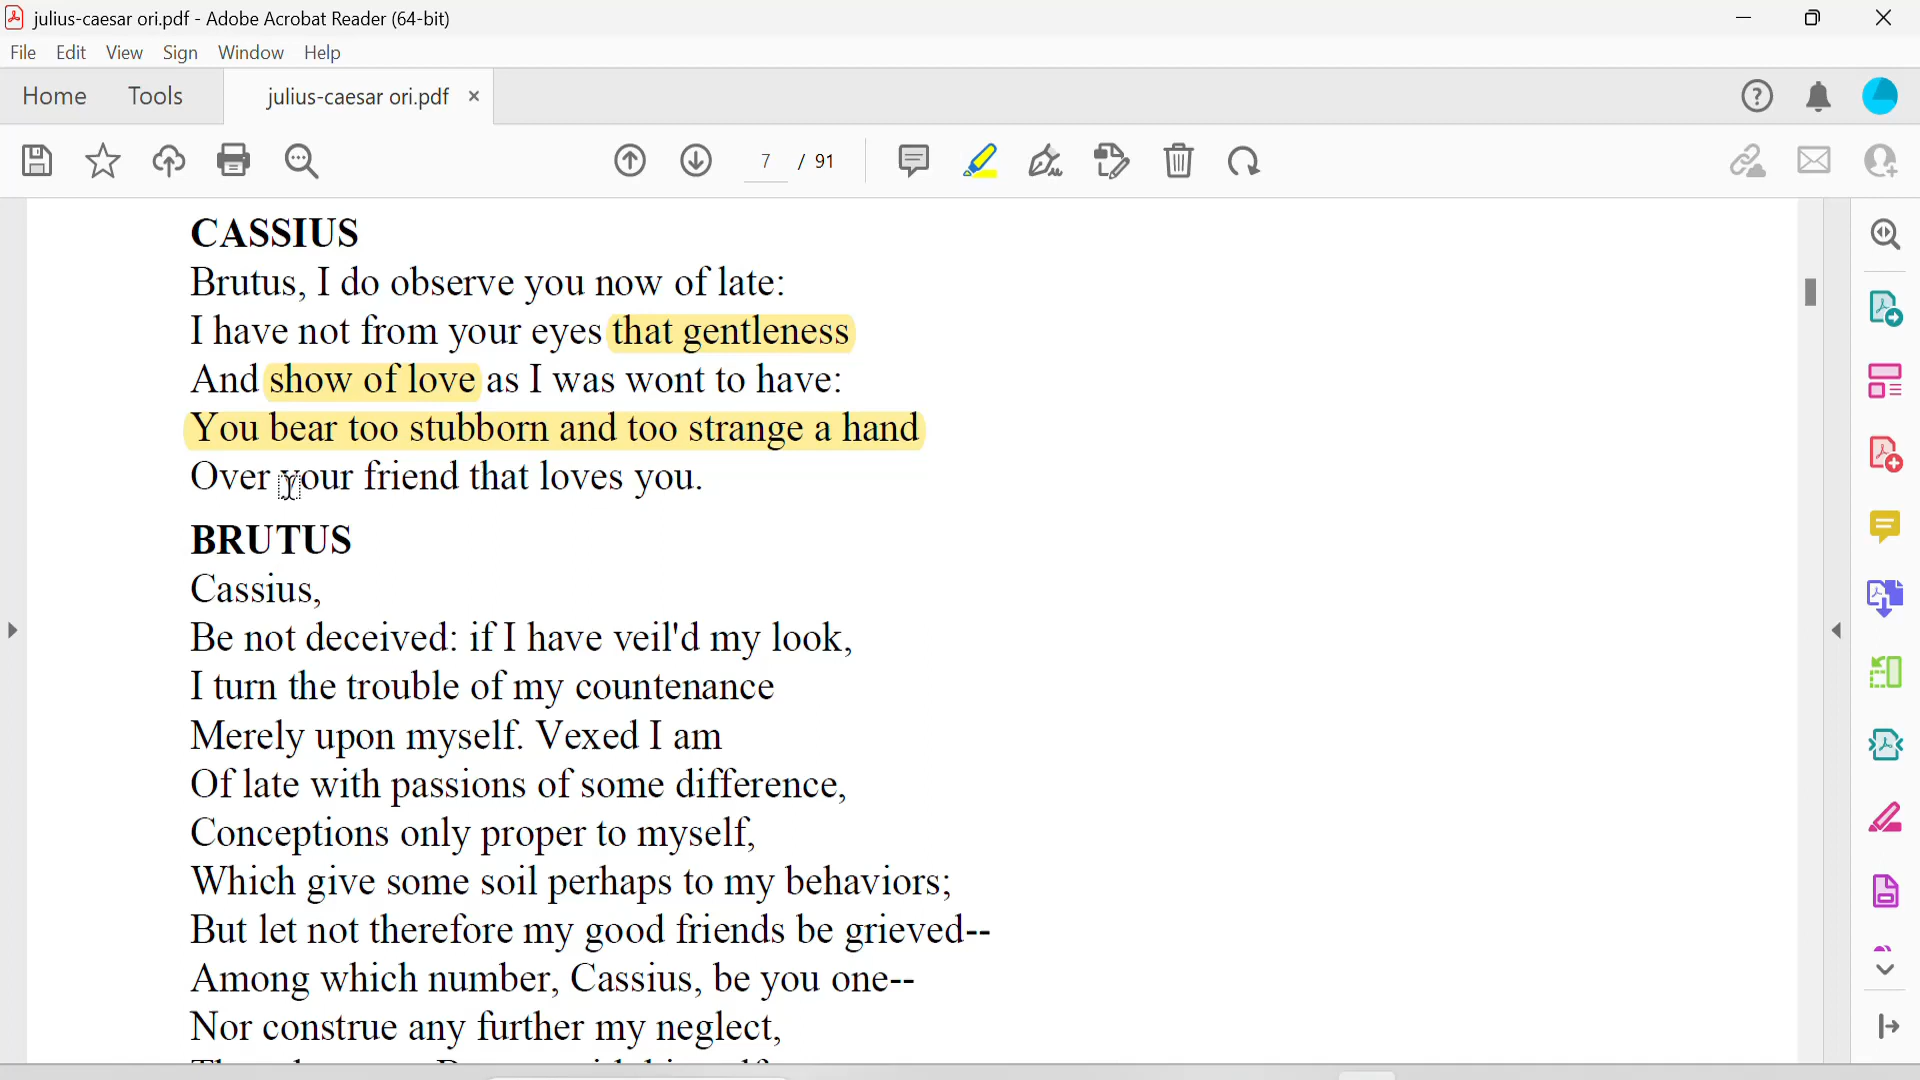 julius-caesar ori.pdf - Adobe Acrobat Reader (64-bit)
File Edit View Sign Window Help
Home Tools julius-caesar ori.pdf
7 / 91
CASSIUS
Brutus, I do observe you now of late:
I have not from your eyes that gentleness
And show of love as I was wont to have:
You bear too stubborn and too strange a hand
Over your friend that loves you.
BRUTUS
Cassius,
Be not deceived: if I have veil'd my look,
I turn the trouble of my countenance
Merely upon myself. Vexed I am
Of late with passions of some difference,
Conceptions only proper to myself,
Which give some soil perhaps to my behaviors;
But let not therefore my good friends be grieved--
Among which number, Cassius, be you one--
Nor construe any further my neglect,